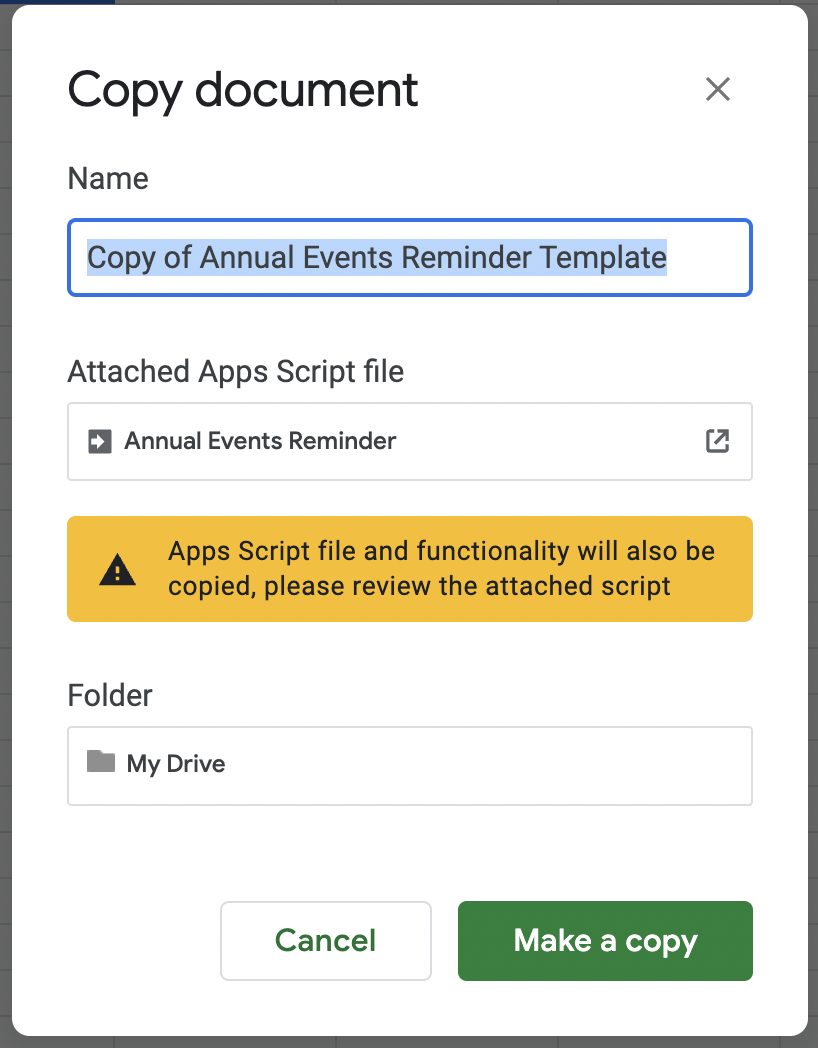 Copy document
Name
Copy of Annual Events Reminder Template
Attached Apps Script file
Annual Events Reminder
Apps Script file and functionality will also be
copied, please review the attached script
Folder
My Drive
Cancel
Make a copy